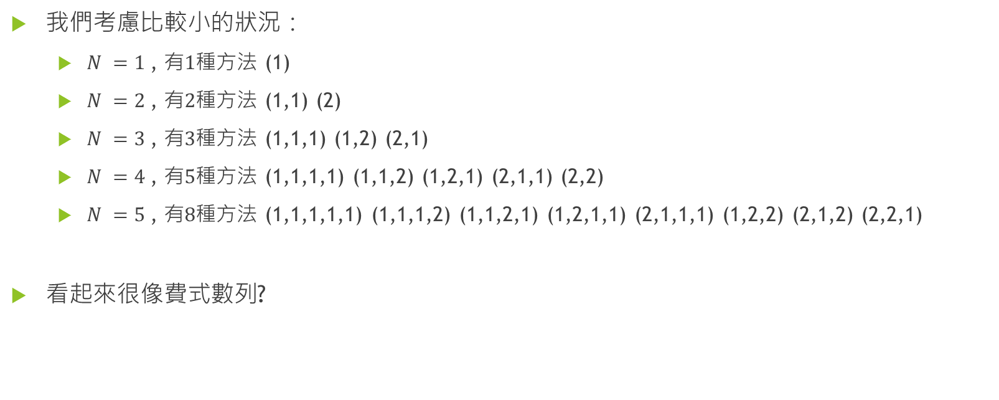 我們考慮比較小的狀況：
N = 1 , 有1種方法 (1)
N = 2 , 有2種方法 (1,1) (2)
N = 3 , 有3種方法 (1,1,1) (1,2) (2,1)
N = 4 , 有5種方法 (1,1,1,1) (1,1,2) (1,2,1) (2,1,1) (2,2)
N = 5 , 有8種方法 (1,1,1,1,1) (1,1,1,2) (1,1,2,1) (1,2,1,1) (2,1,1,1) (1,2,2) (2,1,2) (2,2,1)
看起來很像費式數列?